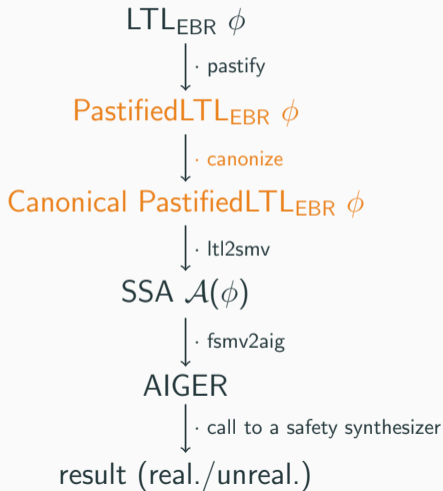 LTL_EBR ϕ
· pastify
PastifiedLTL_EBR ϕ
· canonize
Canonical PastifiedLTL_EBR ϕ
· ltl2smv
SSA 𝒜(ϕ)
· fsmv2aig
AIGER
· call to a safety synthesizer
result (real./unreal.)